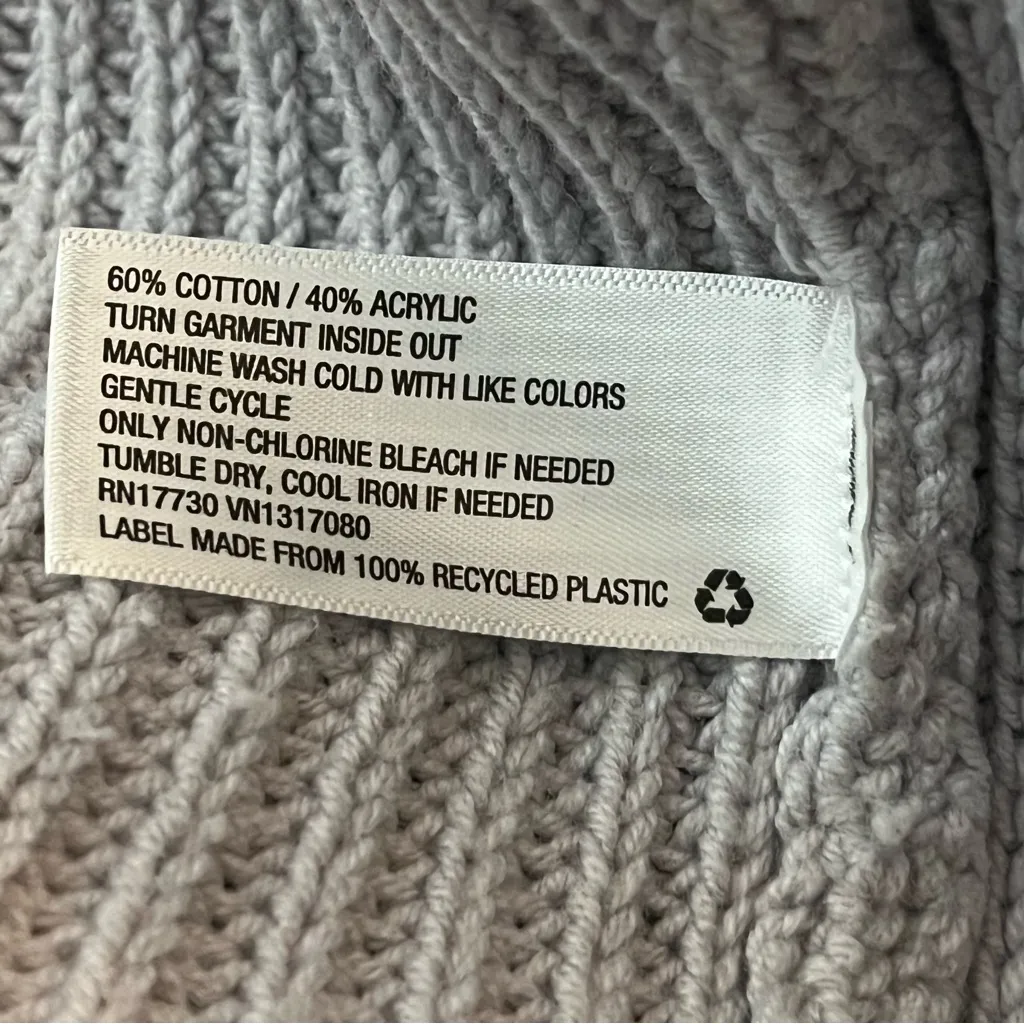 60% COTTON / 40% ACRYLIC
TURN GARMENT INSIDE OUT
MACHINE WASH COLD WITH LIKE COLORS
GENTLE CYCLE
ONLY NON-CHLORINE BLEACH IF NEEDED
TUMBLE DRY, COOL IRON IF NEEDED
RN17730 VN1317080
LABEL MADE FROM 100% RECYCLED PLASTIC